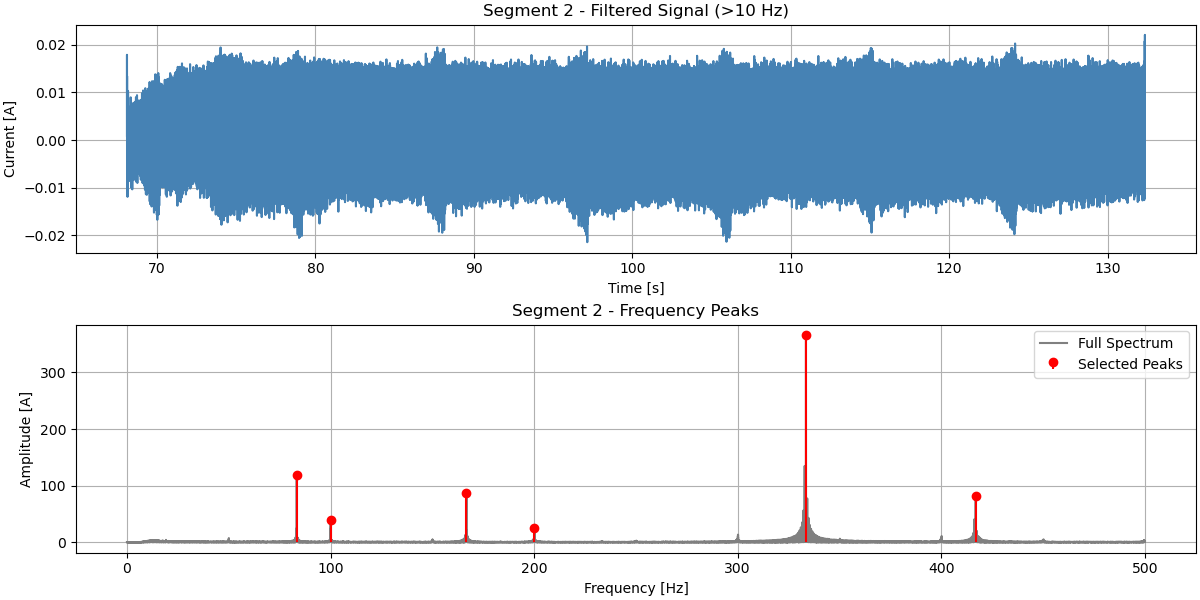 Segment 2 - Filtered Signal (>10 Hz)
Current [A]
0.02
0.01
0.00
−0.01
−0.02
70 80 90 100 110 120 130
Time [s]
Segment 2 - Frequency Peaks
Amplitude [A]
300
200
100
0
Full Spectrum
Selected Peaks
0 100 200 300 400 500
Frequency [Hz]